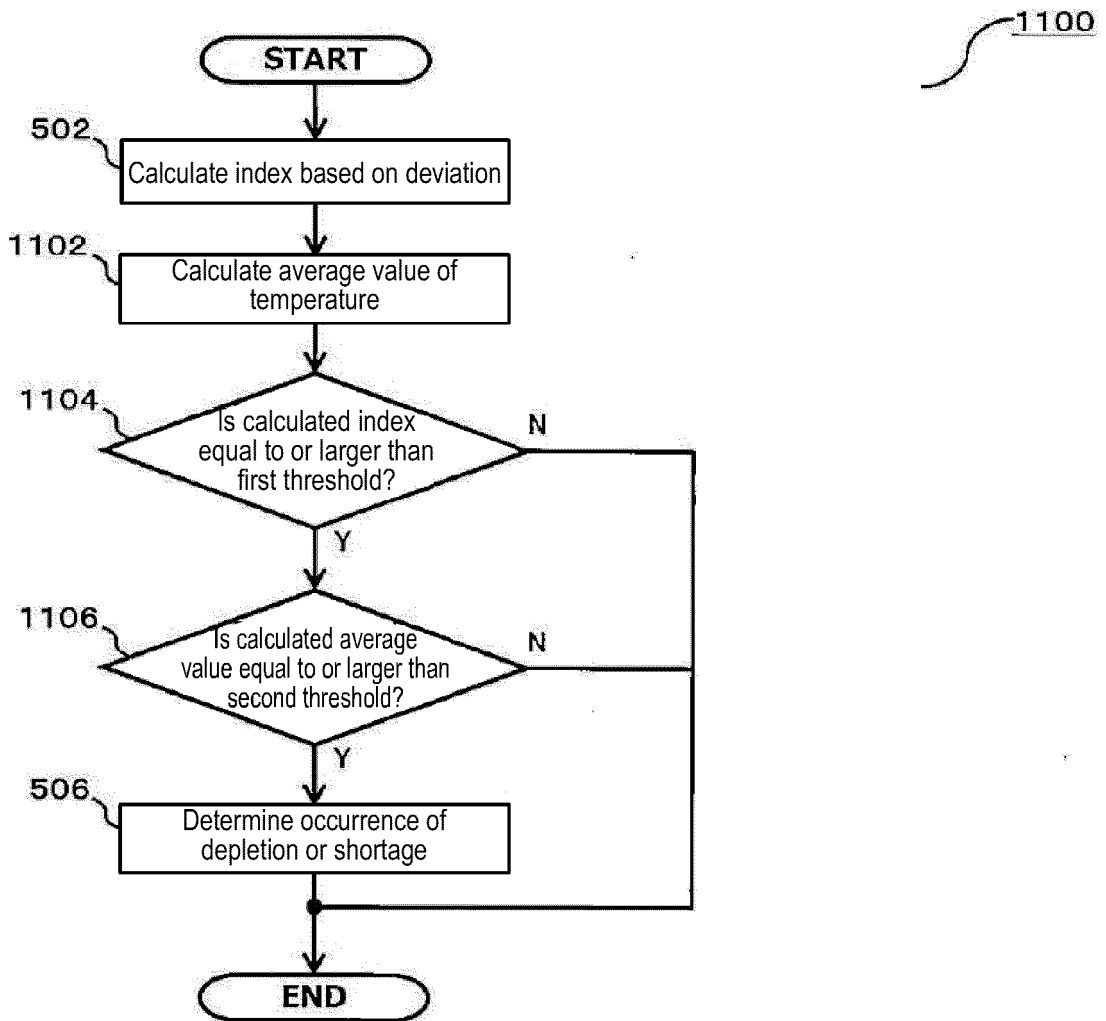 1100
START
502
Calculate index based on deviation
1102
Calculate average value of
temperature
1104
Is calculated index
equal to or larger than
first threshold?
N
Y
1106
Is calculated average
value equal to or larger than
second threshold?
N
Y
506
Determine occurrence of
depletion or shortage
END